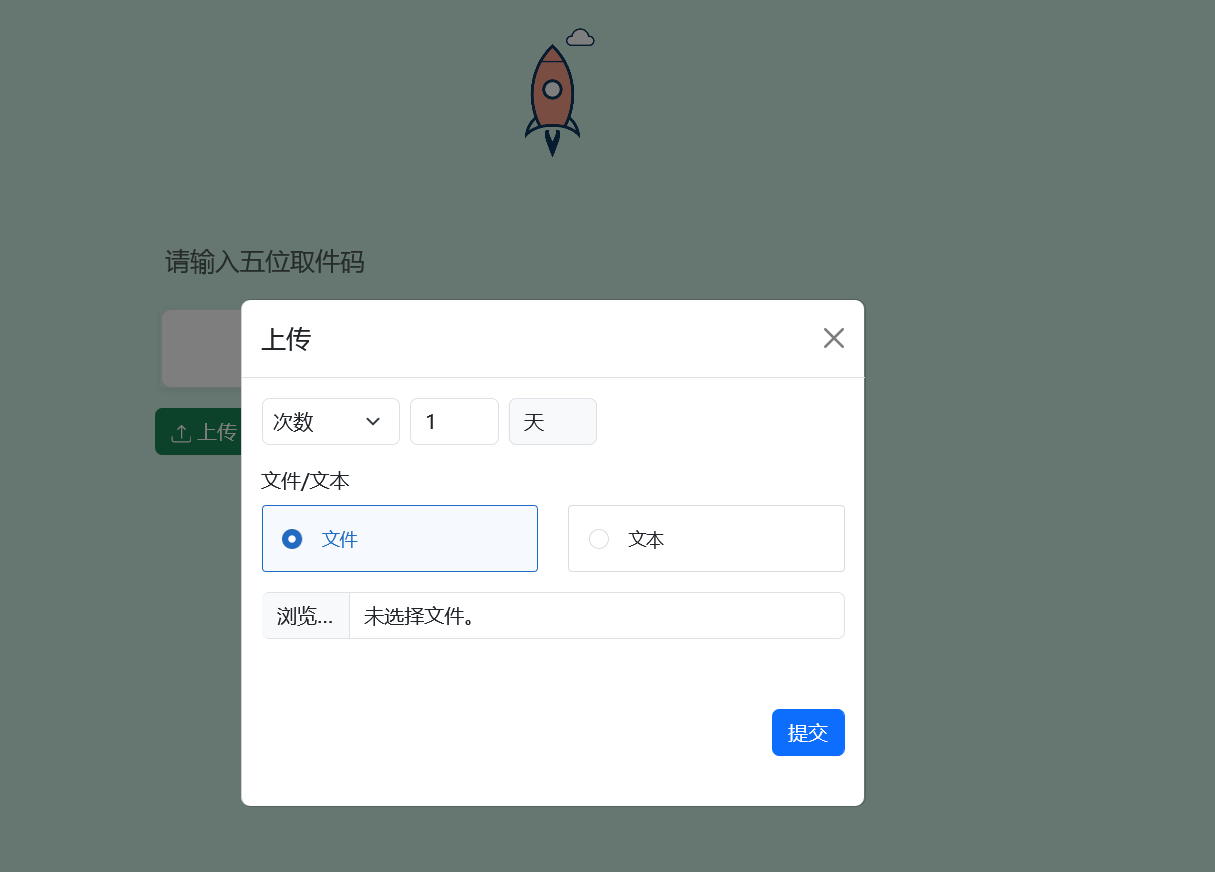 请输入五位取件码
上传
上传
次数 1 天
文件/文本
文件 文本
浏览... 未选择文件。
提交